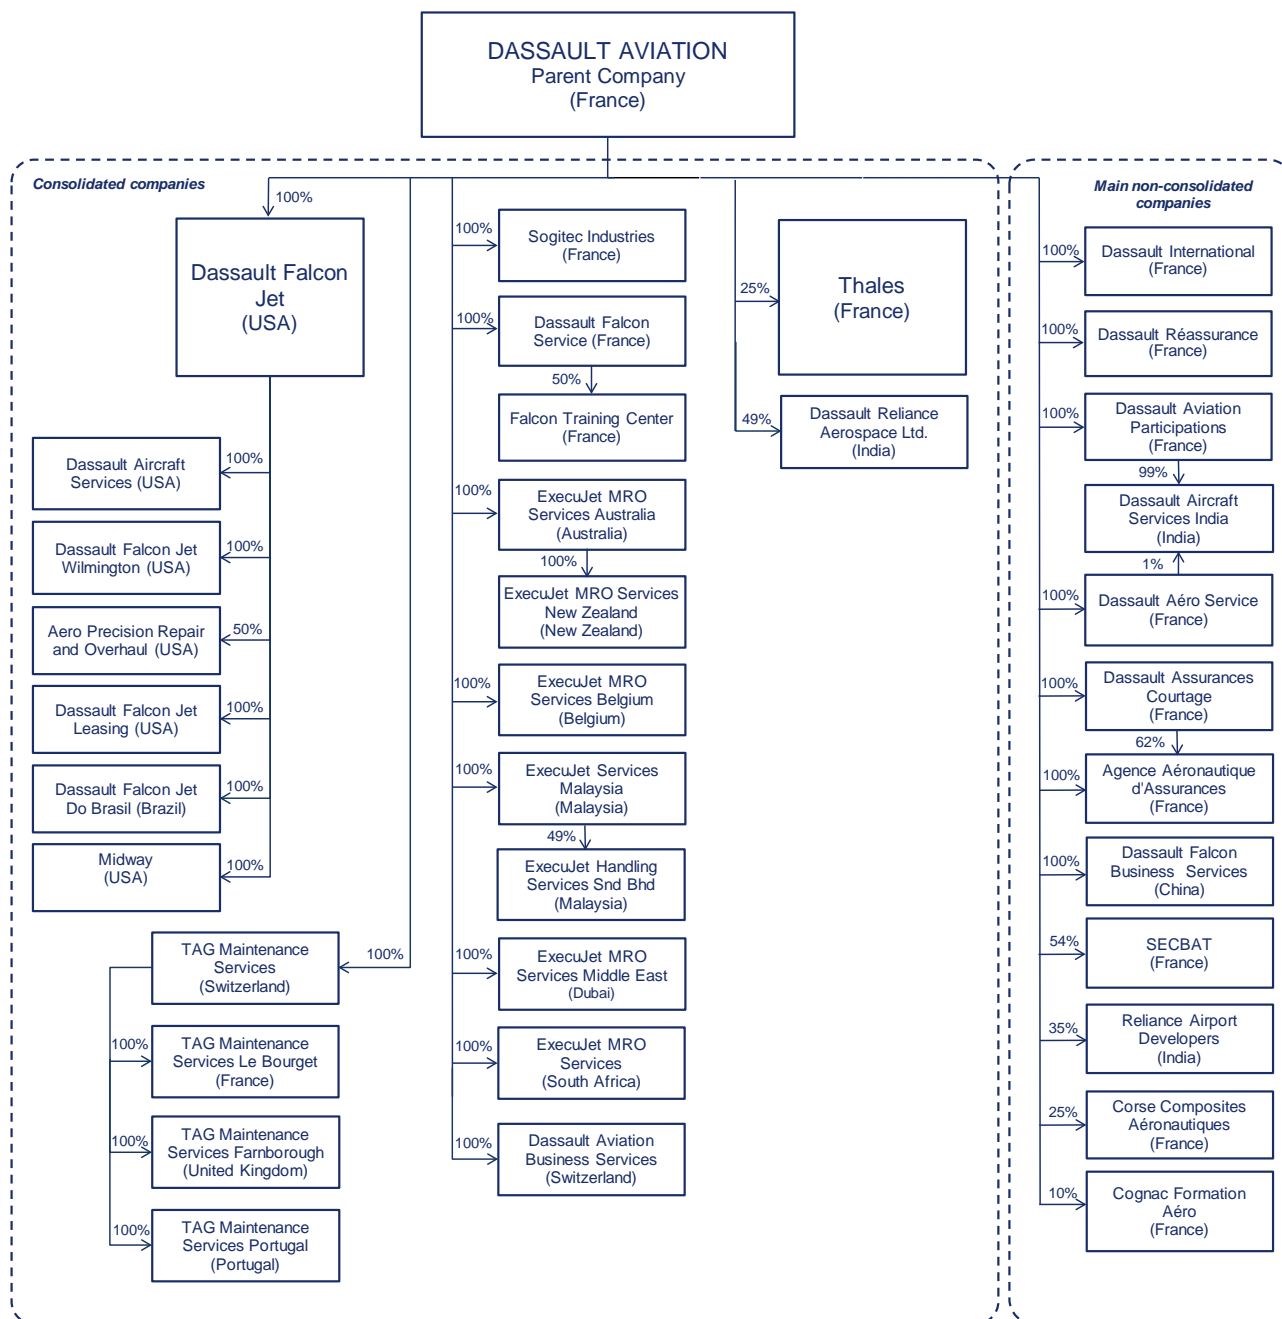 DASSAULT AVIATION
Parent Company
(France)
Consolidated companies
100%
Dassault Falcon
Jet
(USA)
100%
Dassault Aircraft
Services (USA)
100%
Dassault Falcon Jet
Wilmington (USA)
50%
Aero Precision Repair
and Overhaul (USA)
100%
Dassault Falcon Jet
Leasing (USA)
100%
Dassault Falcon Jet
Do Brasil (Brazil)
100%
Midway
(USA)
100%
TAG Maintenance
Services
(Switzerland)
100%
TAG Maintenance
Services Le Bourget
(France)
100%
TAG Maintenance
Services Farnborough
(United Kingdom)
100%
TAG Maintenance
Services Portugal
(Portugal)
100%
Sogitec Industries
(France)
100%
Dassault Falcon
Service (France)
50%
Falcon Training Center
(France)
100%
ExecuJet MRO
Services Australia
(Australia)
100%
ExecuJet MRO Services
New Zealand
(New Zealand)
100%
ExecuJet MRO
Services Belgium
(Belgium)
100%
ExecuJet Services
Malaysia
(Malaysia)
49%
ExecuJet Handling
Services Snd Bhd
(Malaysia)
100%
ExecuJet MRO
Services Middle East
(Dubai)
100%
ExecuJet MRO
Services
(South Africa)
100%
Dassault Aviation
Business Services
(Switzerland)
25%
Thales
(France)
49%
Dassault Reliance
Aerospace Ltd.
(India)
Main non-consolidated
companies
100%
Dassault International
(France)
100%
Dassault Réassurance
(France)
100%
Dassault Aviation
Participations
(France)
99%
Dassault Aircraft
Services India
(India)
1%
100%
Dassault Aéro Service
(France)
100%
Dassault Assurances
Courtage
(France)
62%
100%
Agence Aéronautique
d'Assurances
(France)
100%
Dassault Falcon
Business Services
(China)
54%
SECBAT
(France)
35%
Reliance Airport
Developers
(India)
25%
Corse Composites
Aéronautiques
(France)
10%
Cognac Formation
Aéro
(France)